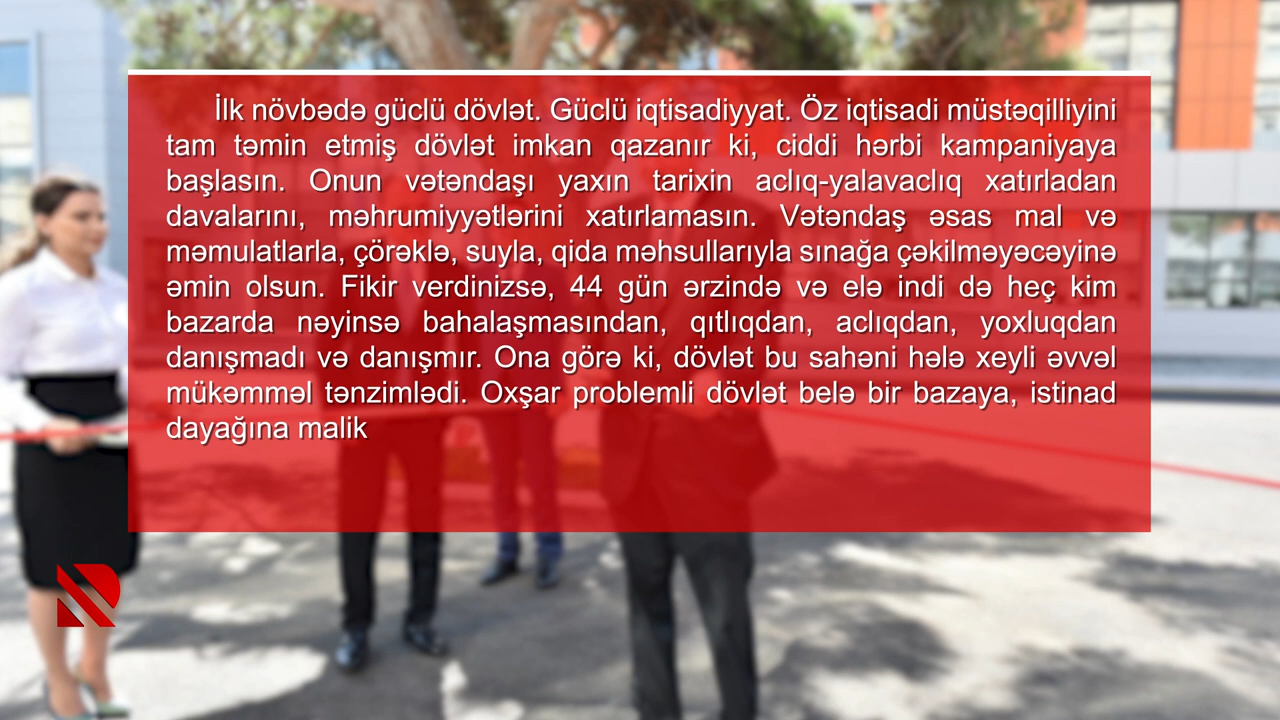 İlk növbədə güclü dövlət. Güclü iqtisadiyyat. Öz iqtisadi müstəqilliyini
tam təmin etmiş dövlət imkan qazanır ki, ciddi hərbi kampaniyaya
başlasın. Onun vətəndaşı yaxın tarixin aclıq-yalavaclıq xatırladan
davalarını, məhrumiyyətlərini xatırlamasın. Vətəndaş əsas mal və
məmulatlarla, çörəklə, suyla, qida məhsullarıyla sınağa çəkilməyəcəyinə
əmin olsun. Fikir verdinizsə, 44 gün ərzində və elə indi də heç kim
bazarda nəyinsə bahalaşmasından, qıtlıqdan, aclıqdan, yoxluqdan
danışmadı və danışmır. Ona görə ki, dövlət bu sahəni hələ xeyli əvvəl
mükəmməl tənzimlədi. Oxşar problemli dövlət belə bir bazaya, istinad
dayağına malik